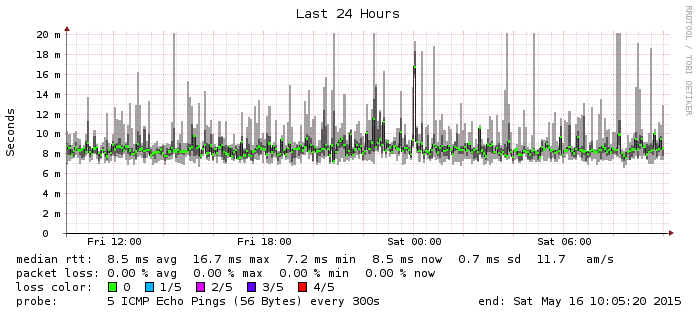 Last 24 Hours
RRDTOOL / TOBI OETIKER
Seconds
20 m
18 m
16 m
14 m
12 m
10 m
8 m
6 m
4 m
2 m
0
Fri 12:00 Fri 18:00 Sat 00:00 Sat 06:00
median rtt: 8.5 ms avg 16.7 ms max 7.2 ms min 8.5 ms now 0.7 ms sd 11.7 am/s
packet loss: 0.00 % avg 0.00 % max 0.00 % min 0.00 % now
loss color: 0 1/5 2/5 3/5 4/5
probe: 5 ICMP Echo Pings (56 Bytes) every 300s end: Sat May 16 10:05:20 2015